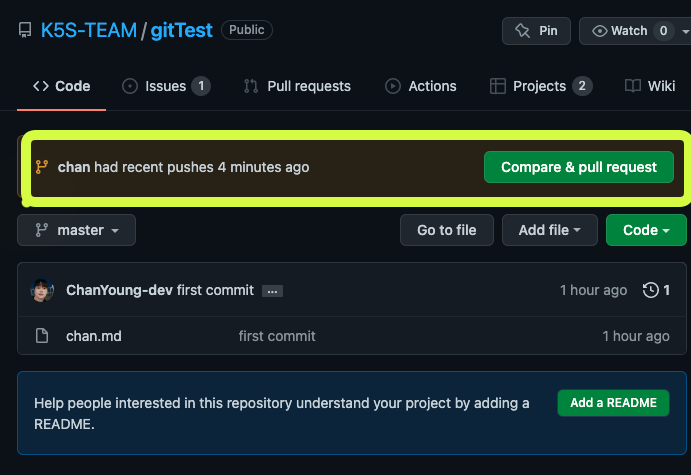 K5S-TEAM / gitTest Public Pin Watch 0
Code Issues 1 Pull requests Actions Projects 2 Wiki
chan had recent pushes 4 minutes ago Compare & pull request
master Go to file Add file Code
ChanYoung-dev first commit ... 1 hour ago 1
chan.md first commit 1 hour ago
Help people interested in this repository understand your project by adding a
README.
Add a README